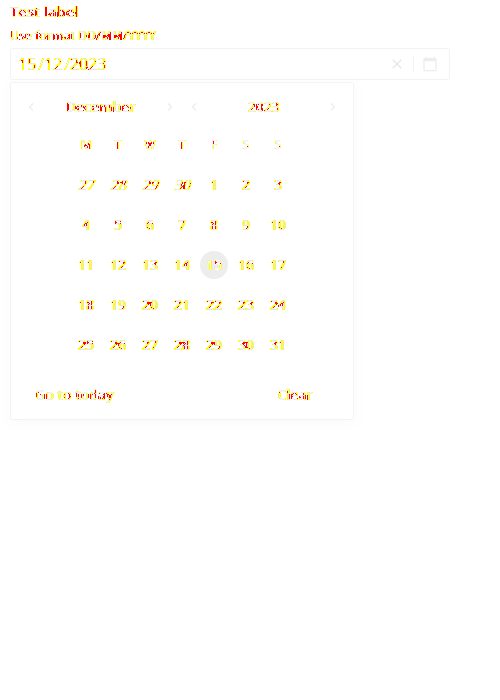 Test label
Use format DD/MM/YYYY
15/12/2023
December 2023
M T W T F S S
27 28 29 30 1 2 3
4 5 6 7 8 9 10
11 12 13 14 15 16 17
18 19 20 21 22 23 24
25 26 27 28 29 30 31
Go to today Clear